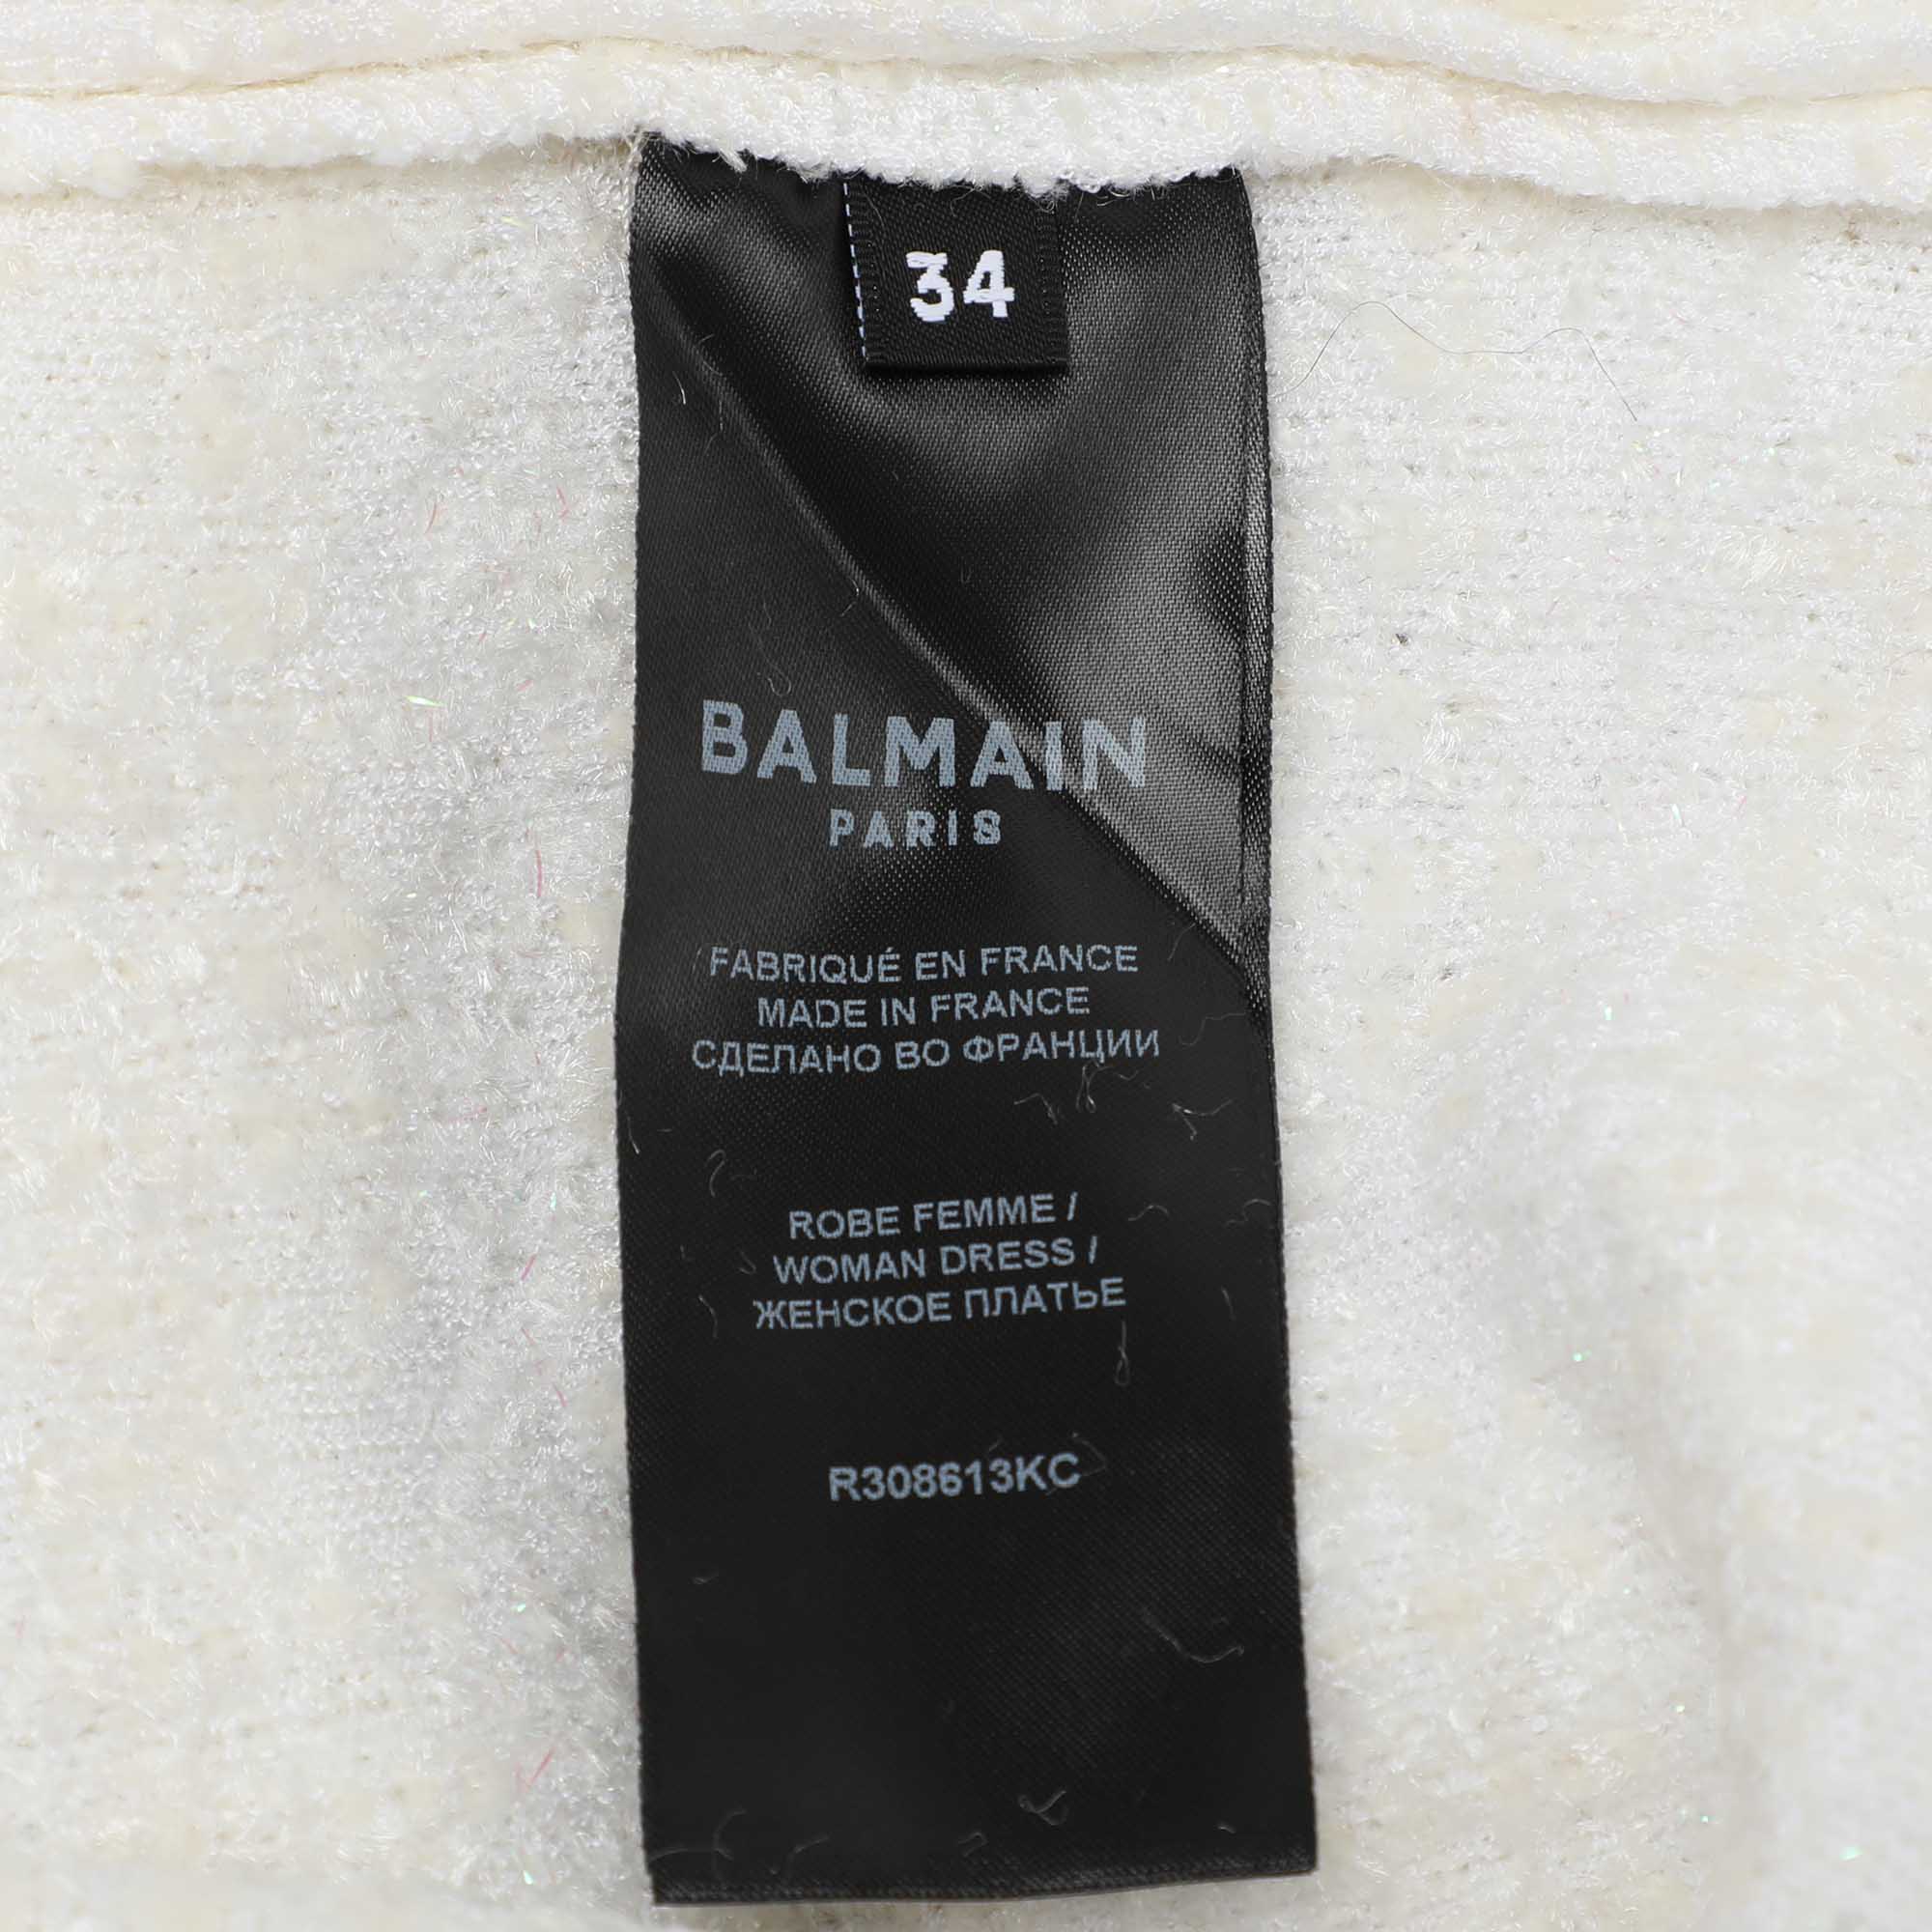 34
BALMAIN
PARIS
FABRIQUÉ EN FRANCE
MADE IN FRANCE
СДЕЛАНО ВО ФРАНЦИИ
ROBE FEMME /
WOMAN DRESS /
ЖЕНСКОЕ ПЛАТЬЕ
R308613KC